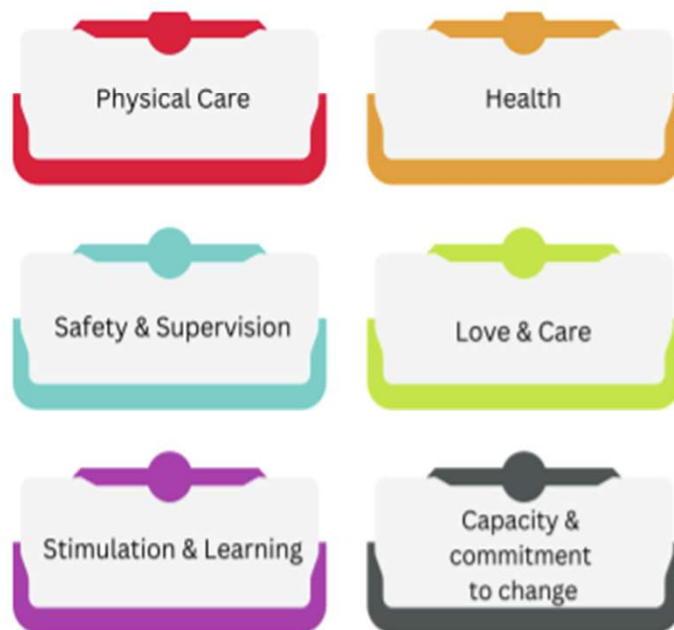 Physical Care
Health
Safety & Supervision
Love & Care
Stimulation & Learning
Capacity &
commitment
to change